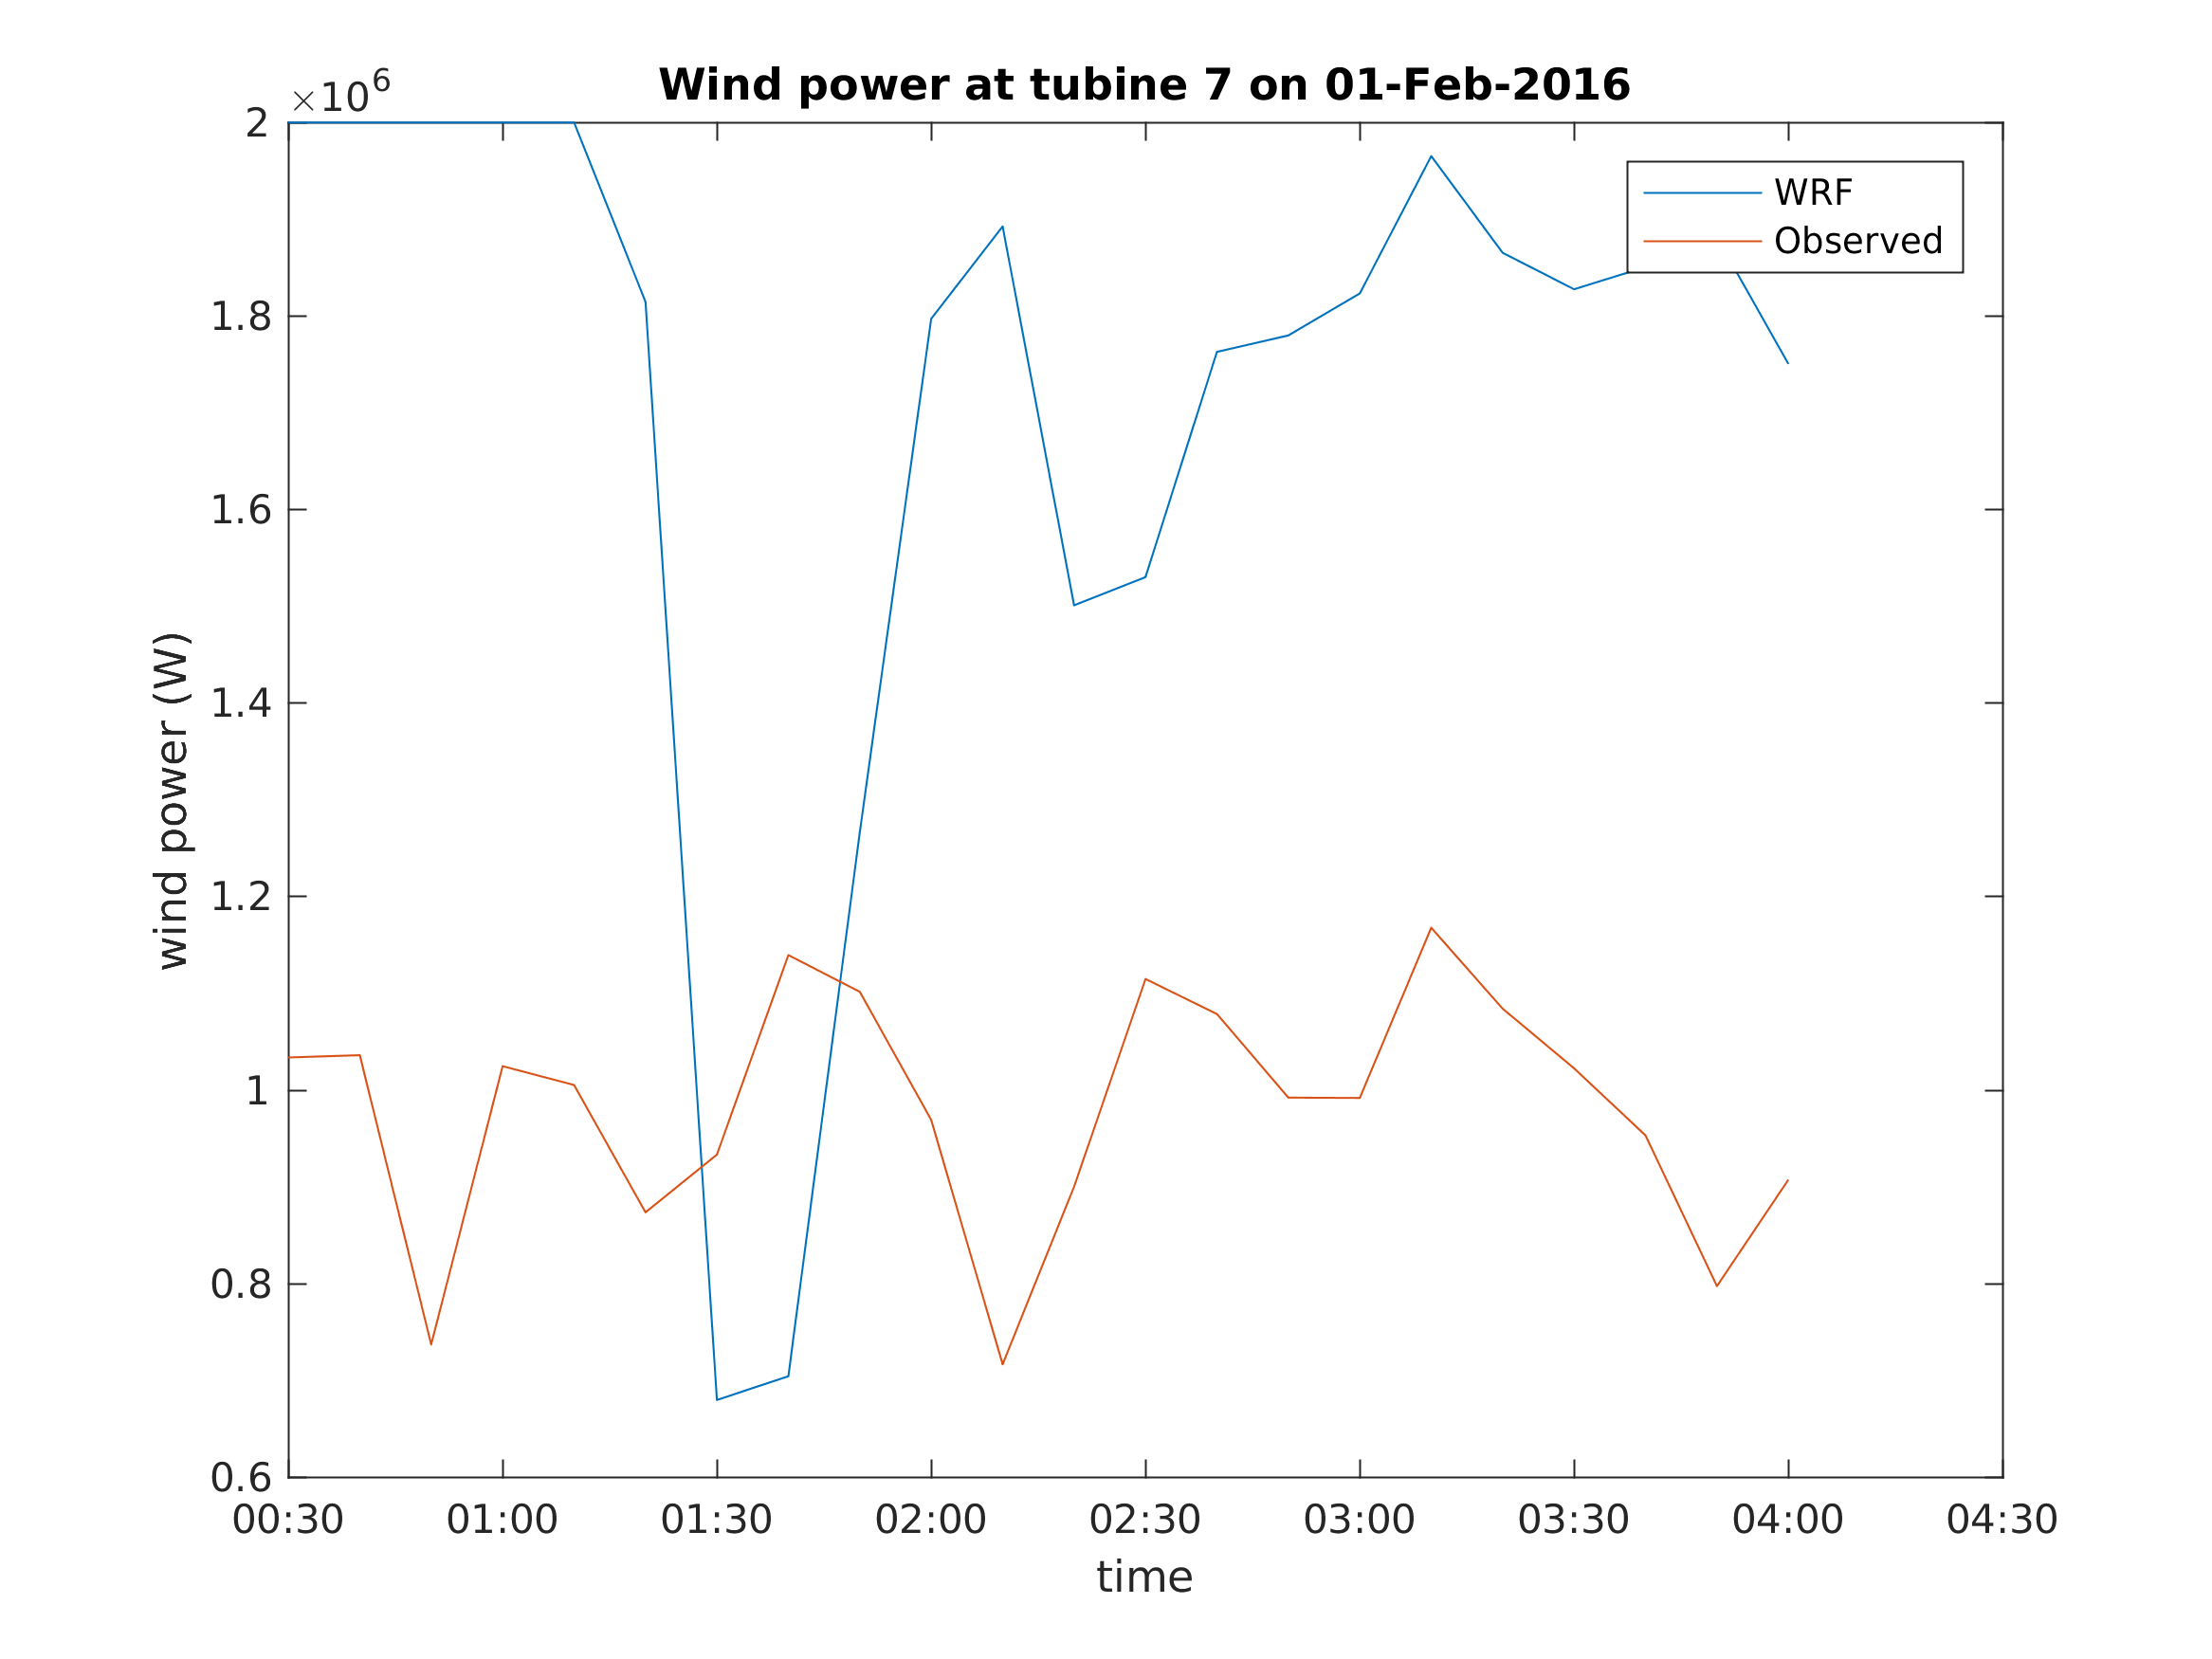 ×10⁶
Wind power at tubine 7 on 01-Feb-2016
2
1.8
1.6
1.4
1.2
1
0.8
0.6
wind power (W)
WRF
Observed
00:30 01:00 01:30 02:00 02:30 03:00 03:30 04:00 04:30
time